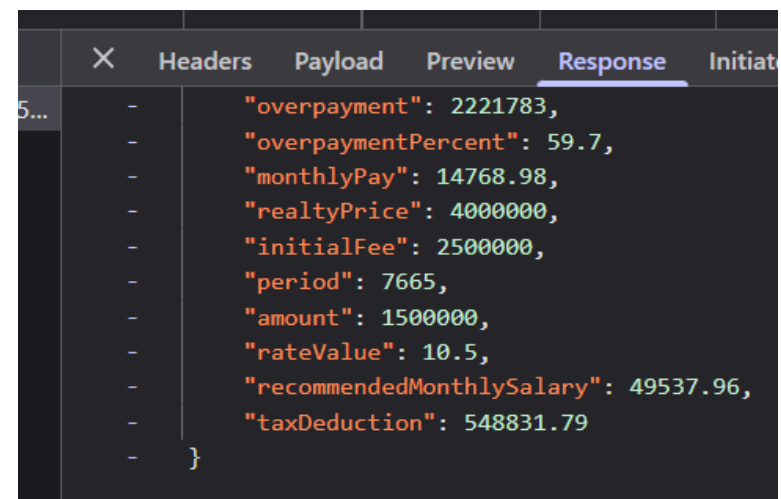 Headers Payload Preview Response Initiat
5...
- "overpayment": 2221783,
- "overpaymentPercent": 59.7,
- "monthlyPay": 14768.98,
- "realtyPrice": 4000000,
- "initialFee": 2500000,
- "period": 7665,
- "amount": 1500000,
- "rateValue": 10.5,
- "recommendedMonthlySalary": 49537.96,
- "taxDeduction": 548831.79
- }